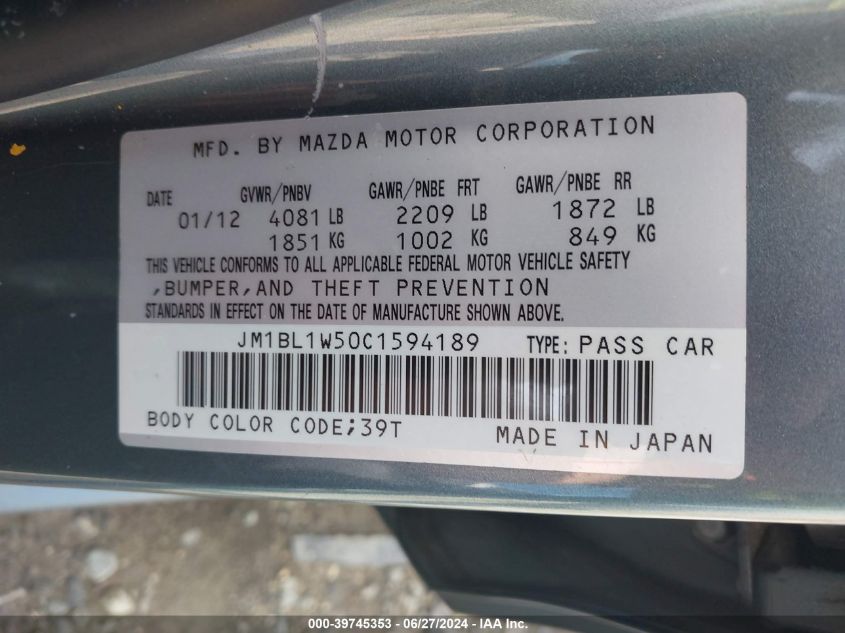 MFD. BY MAZDA MOTOR CORPORATION
DATE GVWR/PNBV GAWR/PNBE FRT GAWR/PNBE RR
01/12 4081 LB 2209 LB 1872 LB
1851 KG 1002 KG 849 KG
THIS VEHICLE CONFORMS TO ALL APPLICABLE FEDERAL MOTOR VEHICLE SAFETY
,BUMPER,AND THEFT PREVENTION
STANDARDS IN EFFECT ON THE DATE OF MANUFACTURE SHOWN ABOVE.
JM1BL1W50C1594189 TYPE: PASS CAR
BODY COLOR CODE;39T
MADE IN JAPAN
000-39745353 - 06/27/2024 - IAA, Inc.